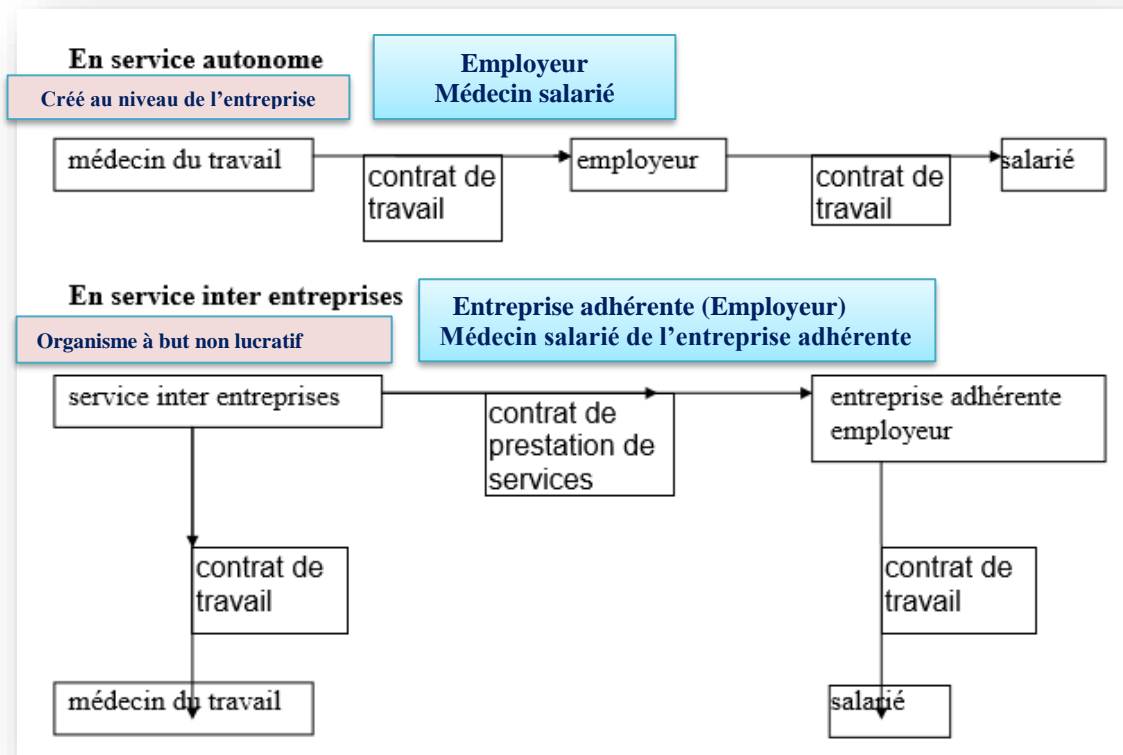 En service autonome
Employeur
Médecin salarié
Créé au niveau de l'entreprise
médecin du travail
contrat de
travail
employeur
contrat de
travail
salarié
En service inter entreprises
Entreprise adhérente (Employeur)
Médecin salarié de l'entreprise adhérente
Organisme à but non lucratif
service inter entreprises
contrat de
prestation de
services
entreprise adhérente
employeur
contrat de
travail
contrat de
travail
médecin du travail
salarié